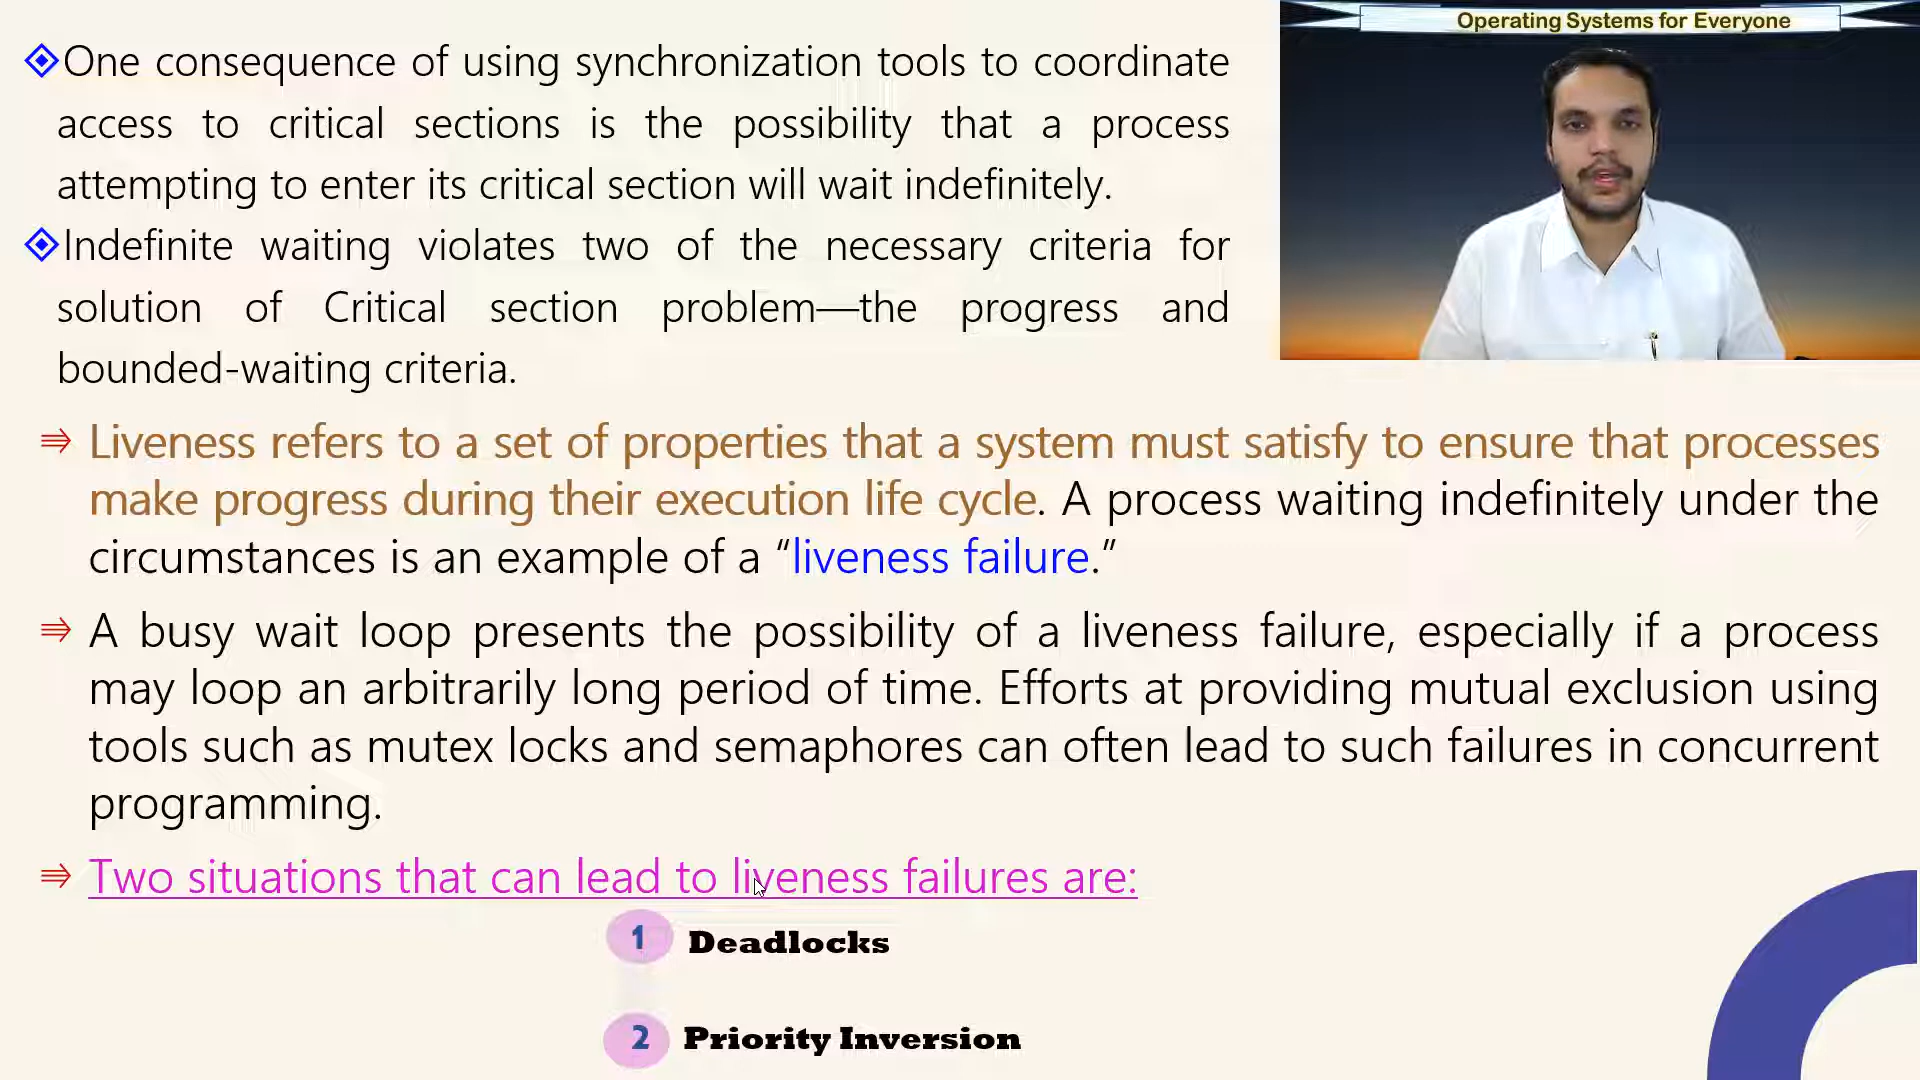 Operating Systems for Everyone
One consequence of using synchronization tools to coordinate
access to critical sections is the possibility that a process
attempting to enter its critical section will wait indefinitely.
Indefinite waiting violates two of the necessary criteria for
solution of Critical section problem—the progress and
bounded-waiting criteria.
⇛ Liveness refers to a set of properties that a system must satisfy to ensure that processes
make progress during their execution life cycle. A process waiting indefinitely under the
circumstances is an example of a “liveness failure.”
⇛ A busy wait loop presents the possibility of a liveness failure, especially if a process
may loop an arbitrarily long period of time. Efforts at providing mutual exclusion using
tools such as mutex locks and semaphores can often lead to such failures in concurrent
programming.
⇛ Two situations that can lead to liveness failures are:
1 Deadlocks
2 Priority Inversion